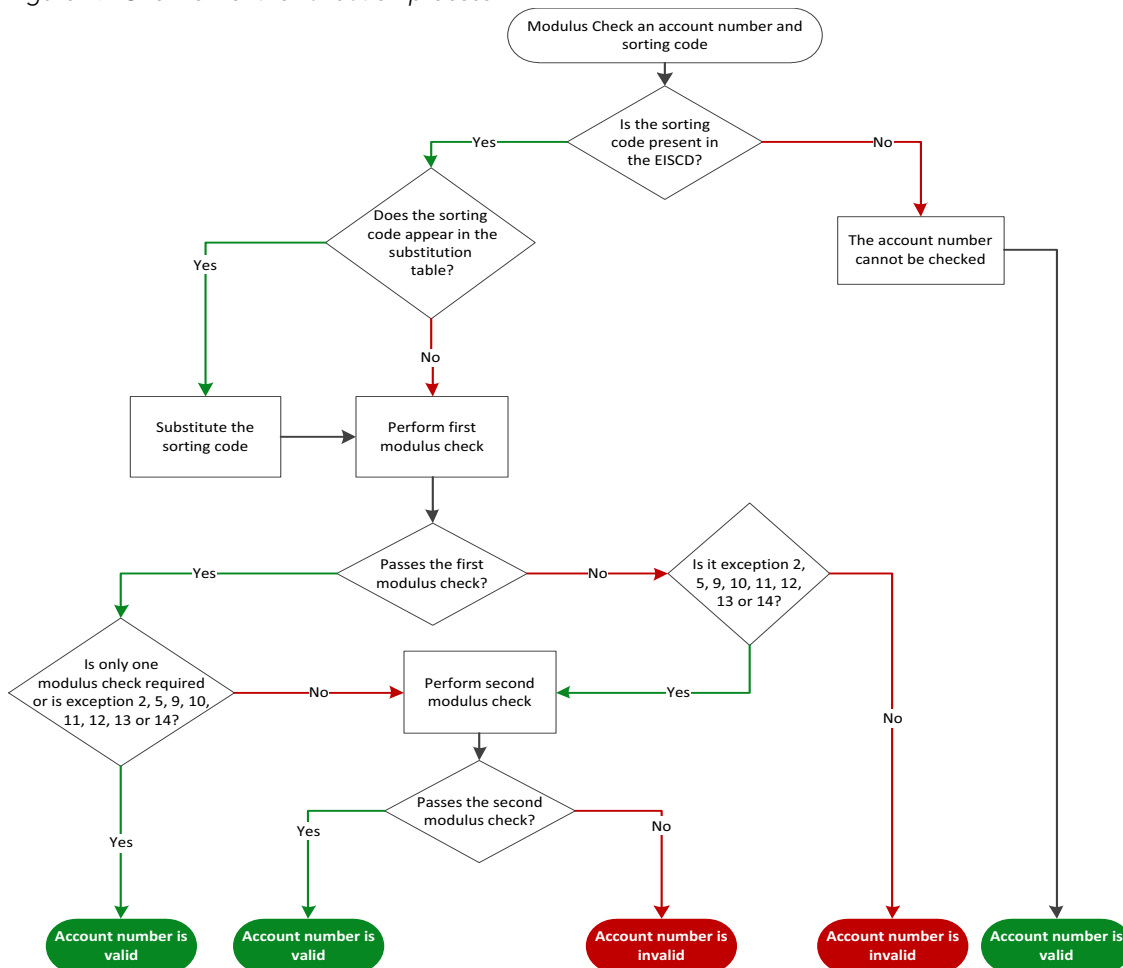 Modulus Check an account number and
sorting code
Is the sorting
code present in
the EISCD?
Yes
No
Does the sorting
code appear in the
substitution
table?
The account number
cannot be checked
Yes
No
Substitute the
sorting code
Perform first
modulus check
Passes the first
modulus check?
Is it exception 2,
5, 9, 10, 11, 12,
13 or 14?
Yes
No
Is only one
modulus check required
or is exception 2, 5, 9, 10,
11, 12, 13 or 14?
Perform second
modulus check
No
Yes
No
Passes the second
modulus check?
Yes
Yes
No
Account number is
valid
Account number is
valid
Account number is
invalid
Account number is
invalid
Account number is
valid